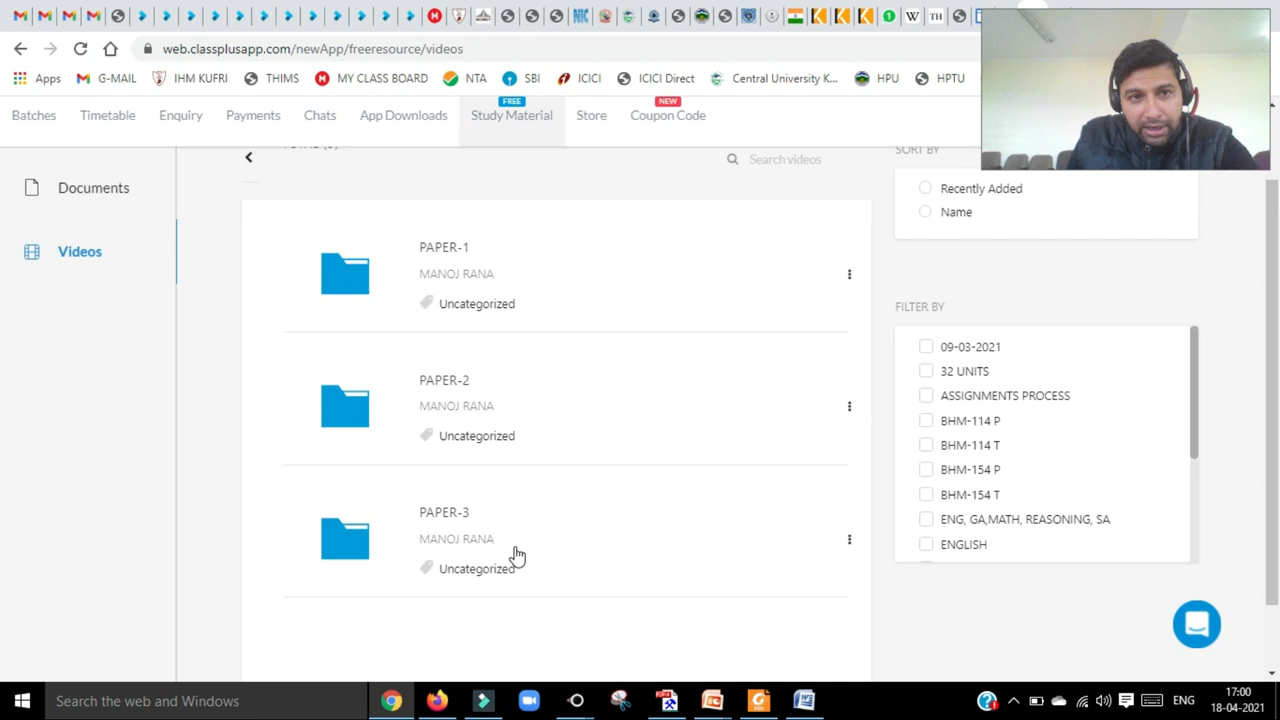 web.classplusapp.com/newApp/freeresource/videos
Apps G-MAIL IHM KUFRI THIMS MY CLASS BOARD NTA SBI ICICI ICICI Direct Central University K... HPU HPTU
FREE
NEW
Batches Timetable Enquiry Payments Chats App Downloads Study Material Store Coupon Code
Documents
Videos
Search videos
PAPER-1
MANOJ RANA
Uncategorized
PAPER-2
MANOJ RANA
Uncategorized
PAPER-3
MANOJ RANA
Uncategorized
SORT BY
Recently Added
Name
FILTER BY
09-03-2021
32 UNITS
ASSIGNMENTS PROCESS
BHM-114 P
BHM-114 T
BHM-154 P
BHM-154 T
ENG, GA,MATH, REASONING, SA
ENGLISH
Search the web and Windows
ENG
17:00
18-04-2021